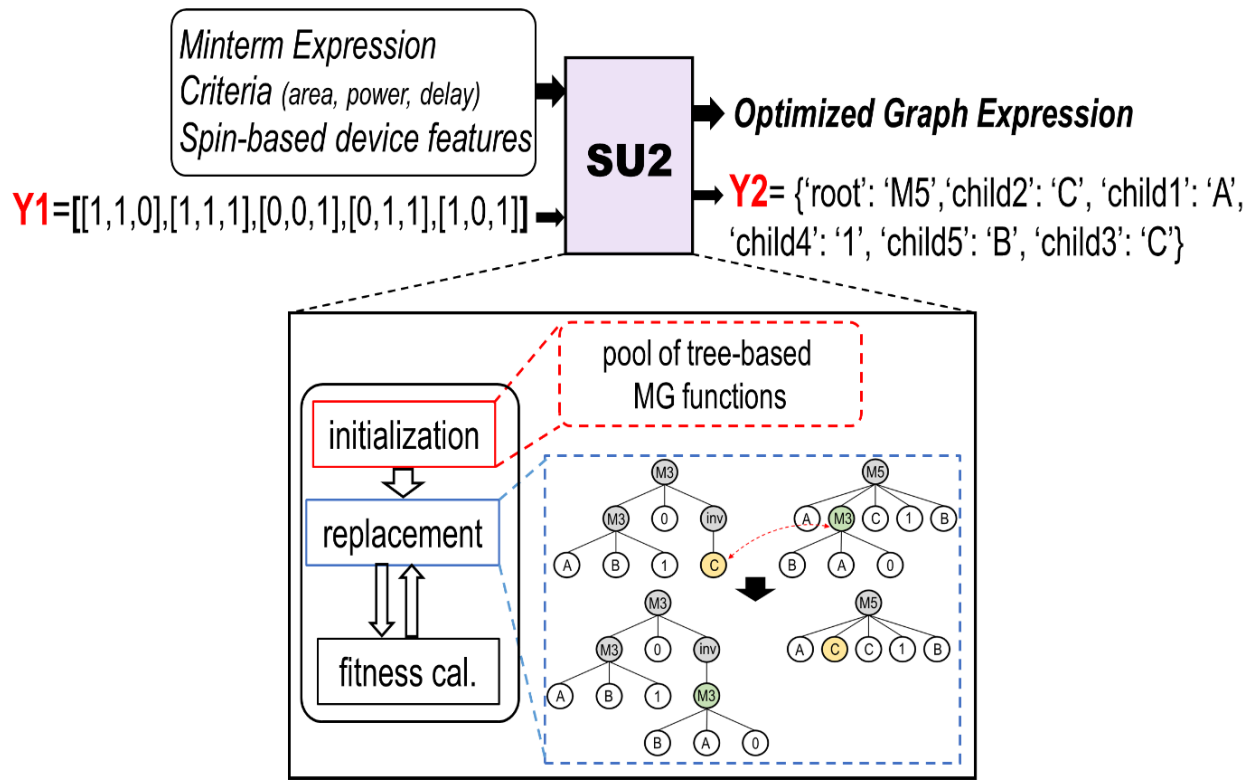 Minterm Expression
Criteria (area, power, delay)
Spin-based device features
Y1=[[1,1,0],[1,1,1],[0,0,1],[0,1,1],[1,0,1]]
SU2
Optimized Graph Expression
Y2= {‘root’: ‘M5’,‘child2’: ‘C’, ‘child1’: ‘A’,
‘child4’: ‘1’, ‘child5’: ‘B’, ‘child3’: ‘C’}
pool of tree-based
MG functions
initialization
replacement
fitness cal.
M3
M3 0 inv
A B 1 C
M5
A M3 C 1 B
B A 0
M3
M3 0 inv
A B 1 M3
B A 0
M5
A C C 1 B